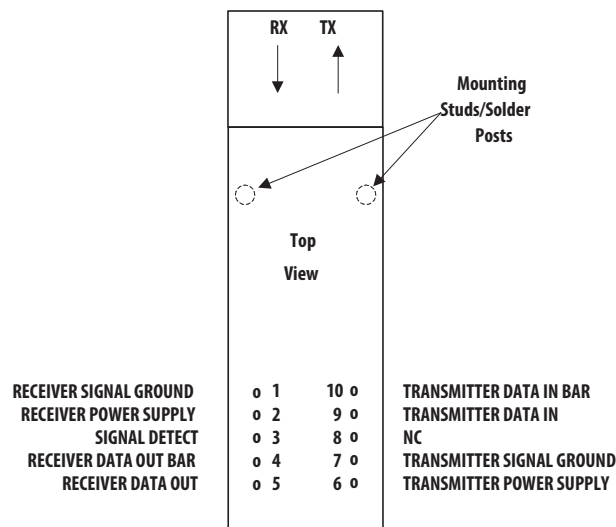 RX TX
Mounting
Studs/Solder
Posts
Top
View
RECEIVER SIGNAL GROUND o 1 10 o TRANSMITTER DATA IN BAR
RECEIVER POWER SUPPLY o 2 9 o TRANSMITTER DATA IN
SIGNAL DETECT o 3 8 o NC
RECEIVER DATA OUT BAR o 4 7 o TRANSMITTER SIGNAL GROUND
RECEIVER DATA OUT o 5 6 o TRANSMITTER POWER SUPPLY